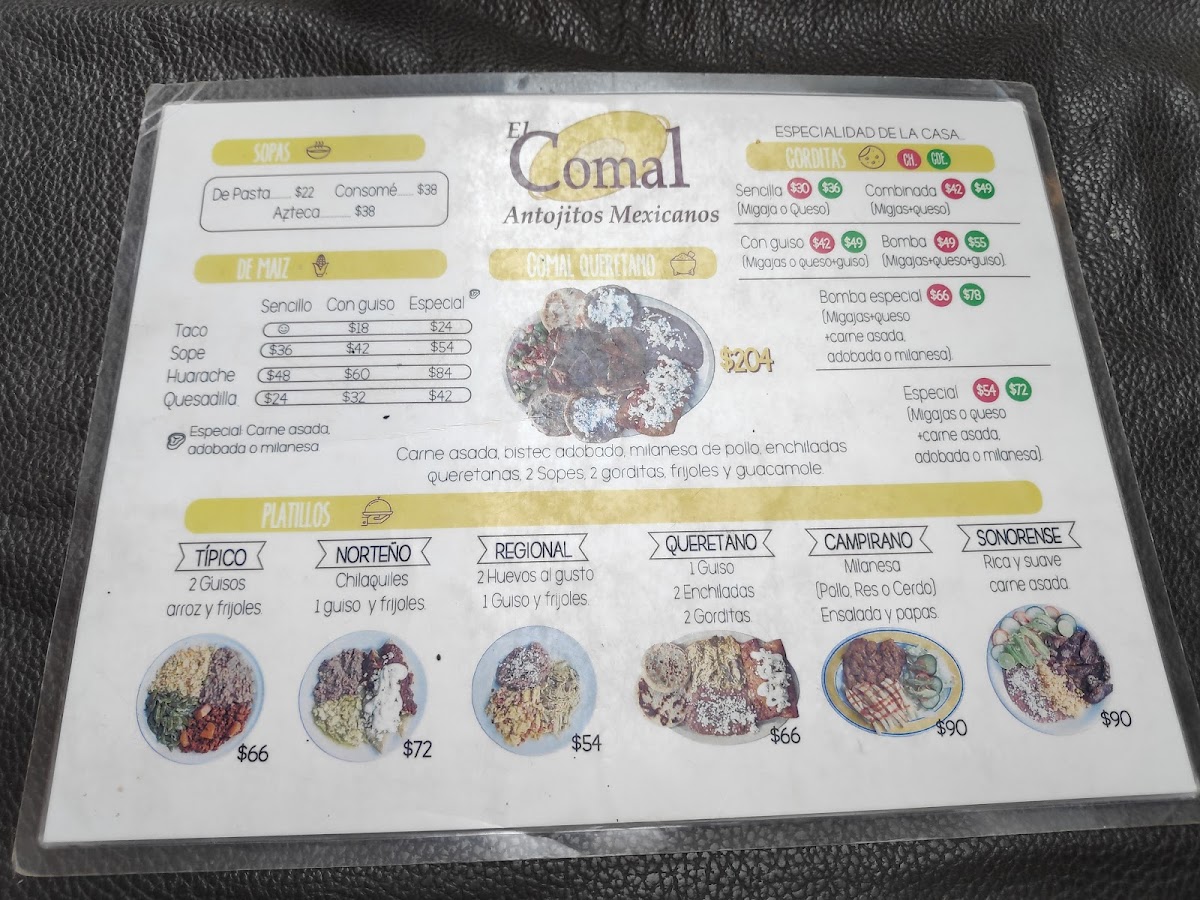 El
Comal
Antojitos Mexicanos
SOPAS
De Pasta........ $22 Consomé..... $38
Azteca............ $38
DE MAIZ
Sencillo Con guiso Especial
Taco $18 $24
Sope $36 $42 $54
Huarache $48 $60 $84
Quesadilla $24 $32 $42
Especial: Carne asada,
adobada o milanesa
COMAL QUERETANO
$204
Carne asada, bistec adobado, milanesa de pollo, enchiladas
queretanas, 2 Sopes, 2 gorditas, frijoles y guacamole.
ESPECIALIDAD DE LA CASA...
GORDITAS CH. GDE.
Sencilla $30 $36 Combinada $42 $49
(Migaja o Queso) (Migjas+queso)
Con guiso $42 $49 Bomba $49 $55
(Migajas o queso+guiso) (Migajas+queso+guiso).
Bomba especial $66 $78
(Migajas+queso
+carne asada,
adobada o milanesa).
Especial $54 $72
(Migajas o queso
+carne asada,
adobada o milanesa).
PLATILLOS
TÍPICO
2 Guisos
arroz y frijoles.
$66
NORTEÑO
Chilaquiles
1 guiso y frijoles.
$72
REGIONAL
2 Huevos al gusto
1 Guiso y frijoles.
$54
QUERETANO
1 Guiso
2 Enchiladas
2 Gorditas.
$66
CAMPIRANO
Milanesa
(Pollo, Res o Cerdo)
Ensalada y papas.
$90
SONORENSE
Rica y suave
carne asada.
$90